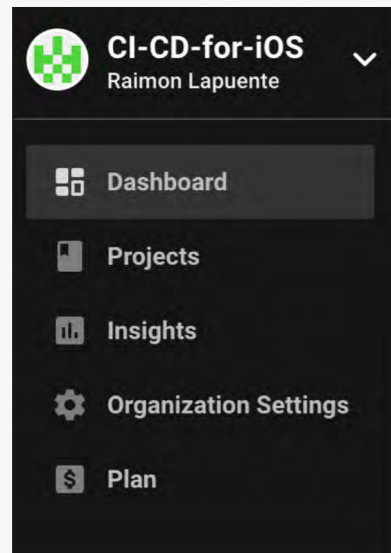 CI-CD-for-iOS
Raimon Lapuente
Dashboard
Projects
Insights
Organization Settings
Plan